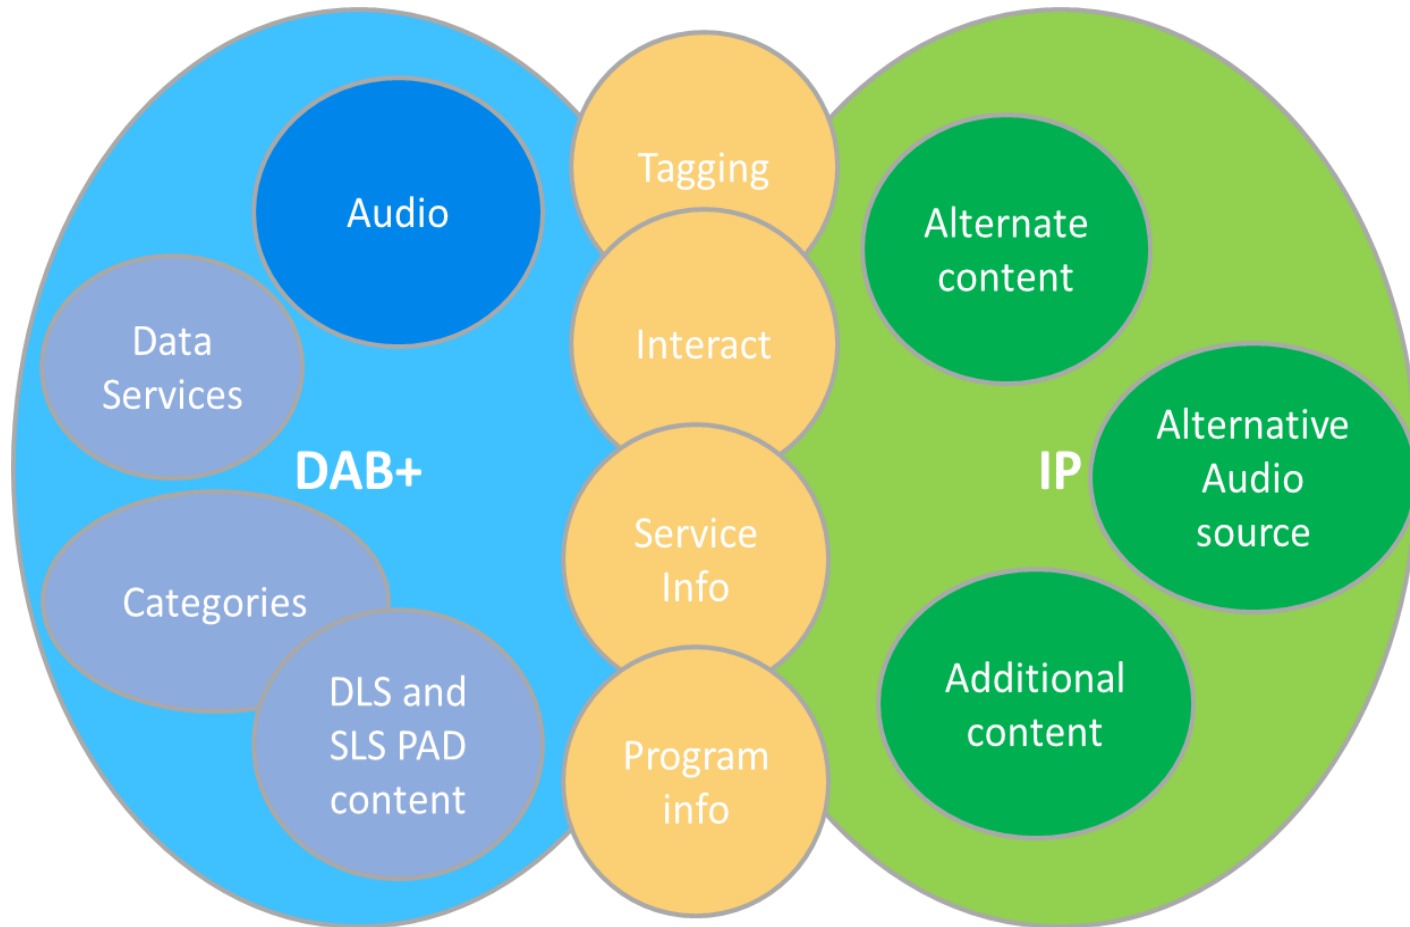 Audio
Data
Services
DAB+
Categories
DLS and
SLS PAD
content
Tagging
Interact
Service
Info
Program
info
Alternate
content
IP
Alternative
Audio
source
Additional
content